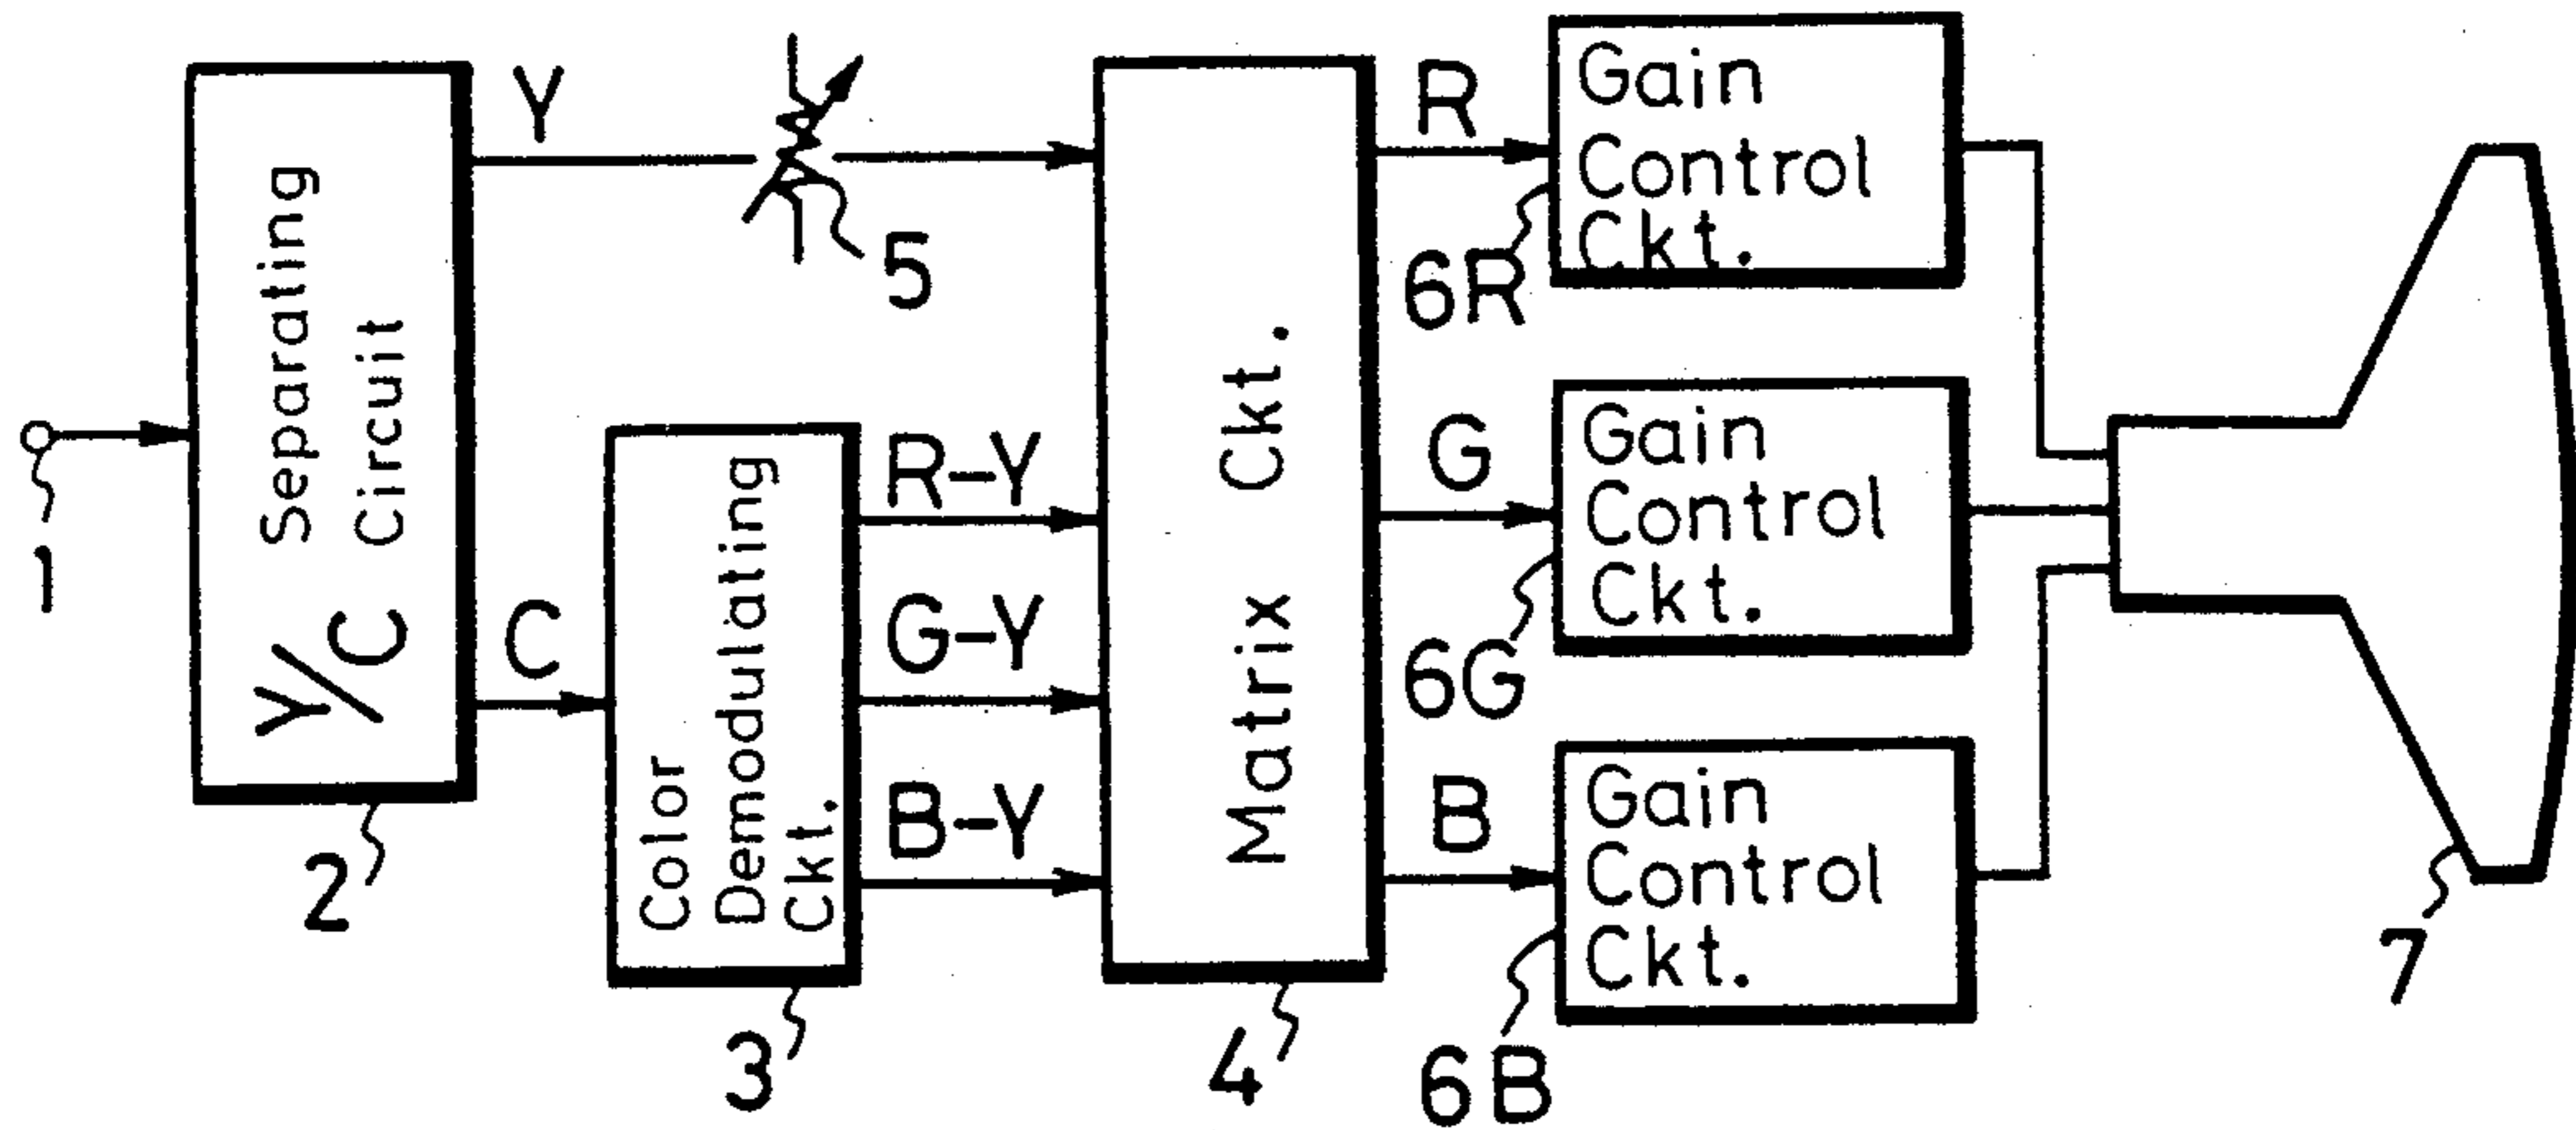 1
Y/C Separating
Circuit
2
Y
C
5
Color
Demodulating
Ckt.
3
R-Y
G-Y
B-Y
Matrix Ckt.
4
R
G
B
Gain
Control
Ckt.
6R
Gain
Control
Ckt.
6G
Gain
Control
Ckt.
6B
7